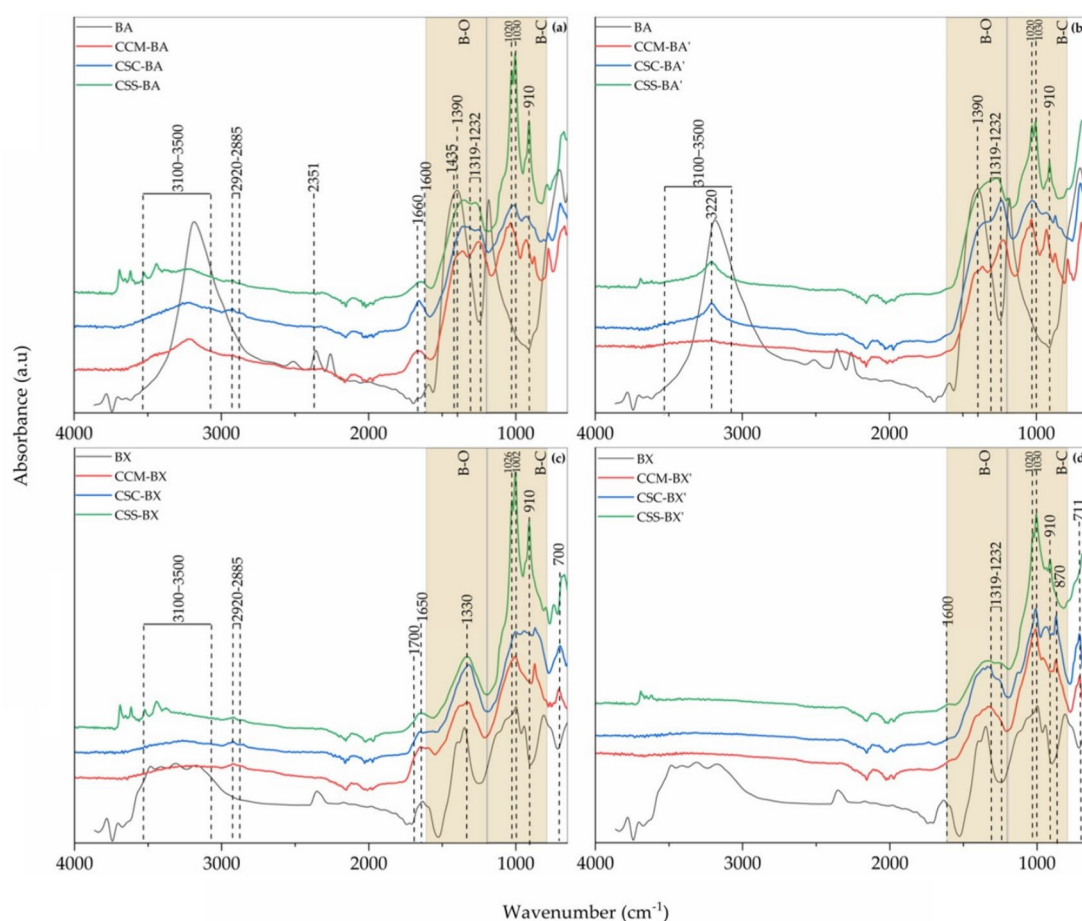 BA
CCM-BA
CSC-BA
CSS-BA
3100–3500
2920-2885
2351
1660
1600
1435
1390
B-O
1319-1232
1020
1030
910
B-C
(a)
4000 3000 2000 1000
BA
CCM-BA'
CSC-BA'
CSS-BA'
3100–3500
3220
1390
B-O
1319-1232
1020
1030
910
B-C
(b)
4000 3000 2000 1000
BX
CCM-BX
CSC-BX
CSS-BX
3100–3500
2920-2885
1700
1650
B-O
1330
1026
1002
910
B-C
700
(c)
4000 3000 2000 1000
BX
CCM-BX'
CSC-BX'
CSS-BX'
1600
B-O
1319-1232
1020
1030
910
870
B-C
711
(d)
4000 3000 2000 1000
Absorbance (a.u)
Wavenumber (cm⁻¹)